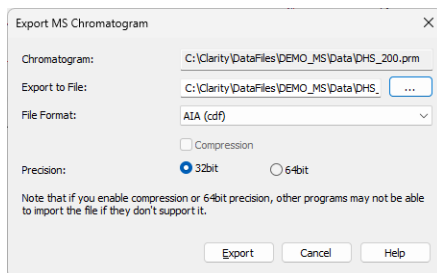 Export MS Chromatogram
Chromatogram: C:\Clarity\DataFiles\DEMO_MS\Data\DHS_200.prm
Export to File: C:\Clarity\DataFiles\DEMO_MS\Data\DHS_ ...
File Format: AIA (cdf)
Compression
Precision: 32bit 64bit
Note that if you enable compression or 64bit precision, other programs may not be able
to import the file if they don't support it.
Export Cancel Help